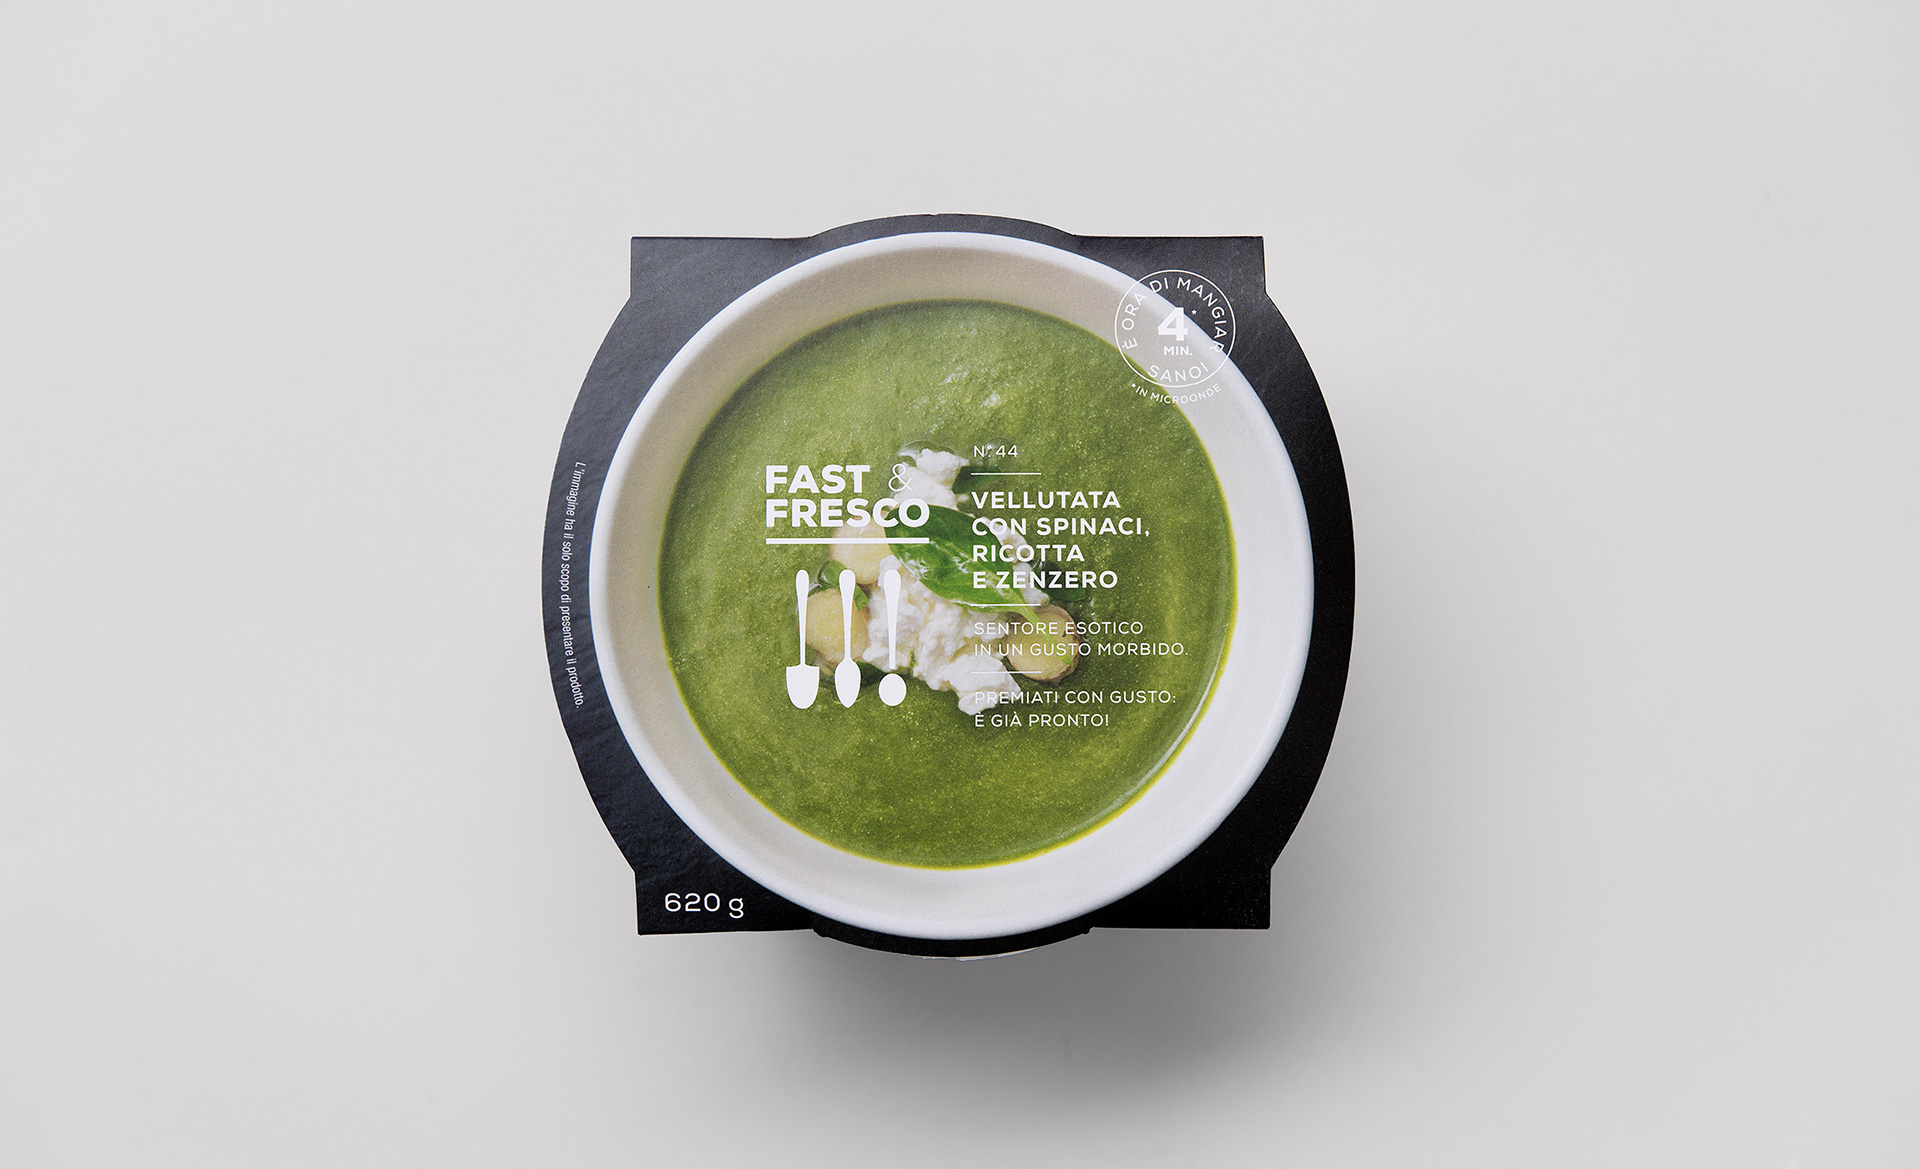 È ORA DI MANGIAR
4*
MIN.
SANO!
*IN MICROONDE
FAST &
FRESCO
N° 44
VELLUTATA
CON SPINACI,
RICOTTA
E ZENZERO
SENTORE ESOTICO
IN UN GUSTO MORBIDO.
PREMIATI CON GUSTO:
È GIÀ PRONTO!
L'immagine ha il solo scopo di presentare il prodotto.
620 g